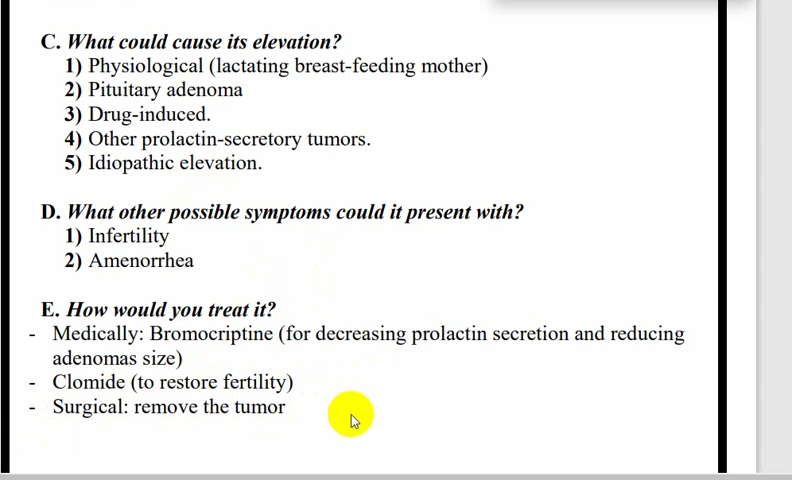 C. What could cause its elevation?
1) Physiological (lactating breast-feeding mother)
2) Pituitary adenoma
3) Drug-induced.
4) Other prolactin-secretory tumors.
5) Idiopathic elevation.
D. What other possible symptoms could it present with?
1) Infertility
2) Amenorrhea
E. How would you treat it?
- Medically: Bromocriptine (for decreasing prolactin secretion and reducing
adenomas size)
- Clomide (to restore fertility)
- Surgical: remove the tumor